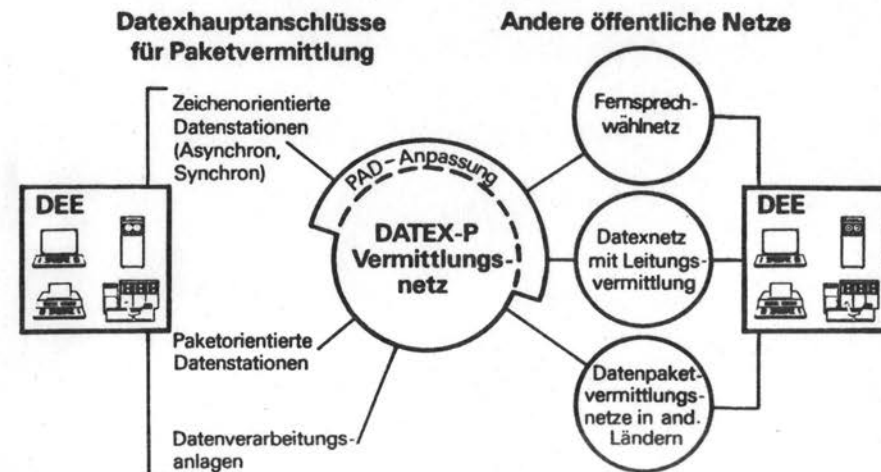 Datexhauptanschlüsse
für Paketvermittlung
Andere öffentliche Netze
Zeichenorientierte
Datenstationen
(Asynchron,
Synchron)
DEE
Paketorientierte
Datenstationen
Datenverarbeitungs-
anlagen
PAD-Anpassung
DATEX-P
Vermittlungs-
netz
Fernsprech-
wählnetz
Datexnetz
mit Leitungs-
vermittlung
Datenpaket-
vermittlungs-
netze in and.
Ländern
DEE